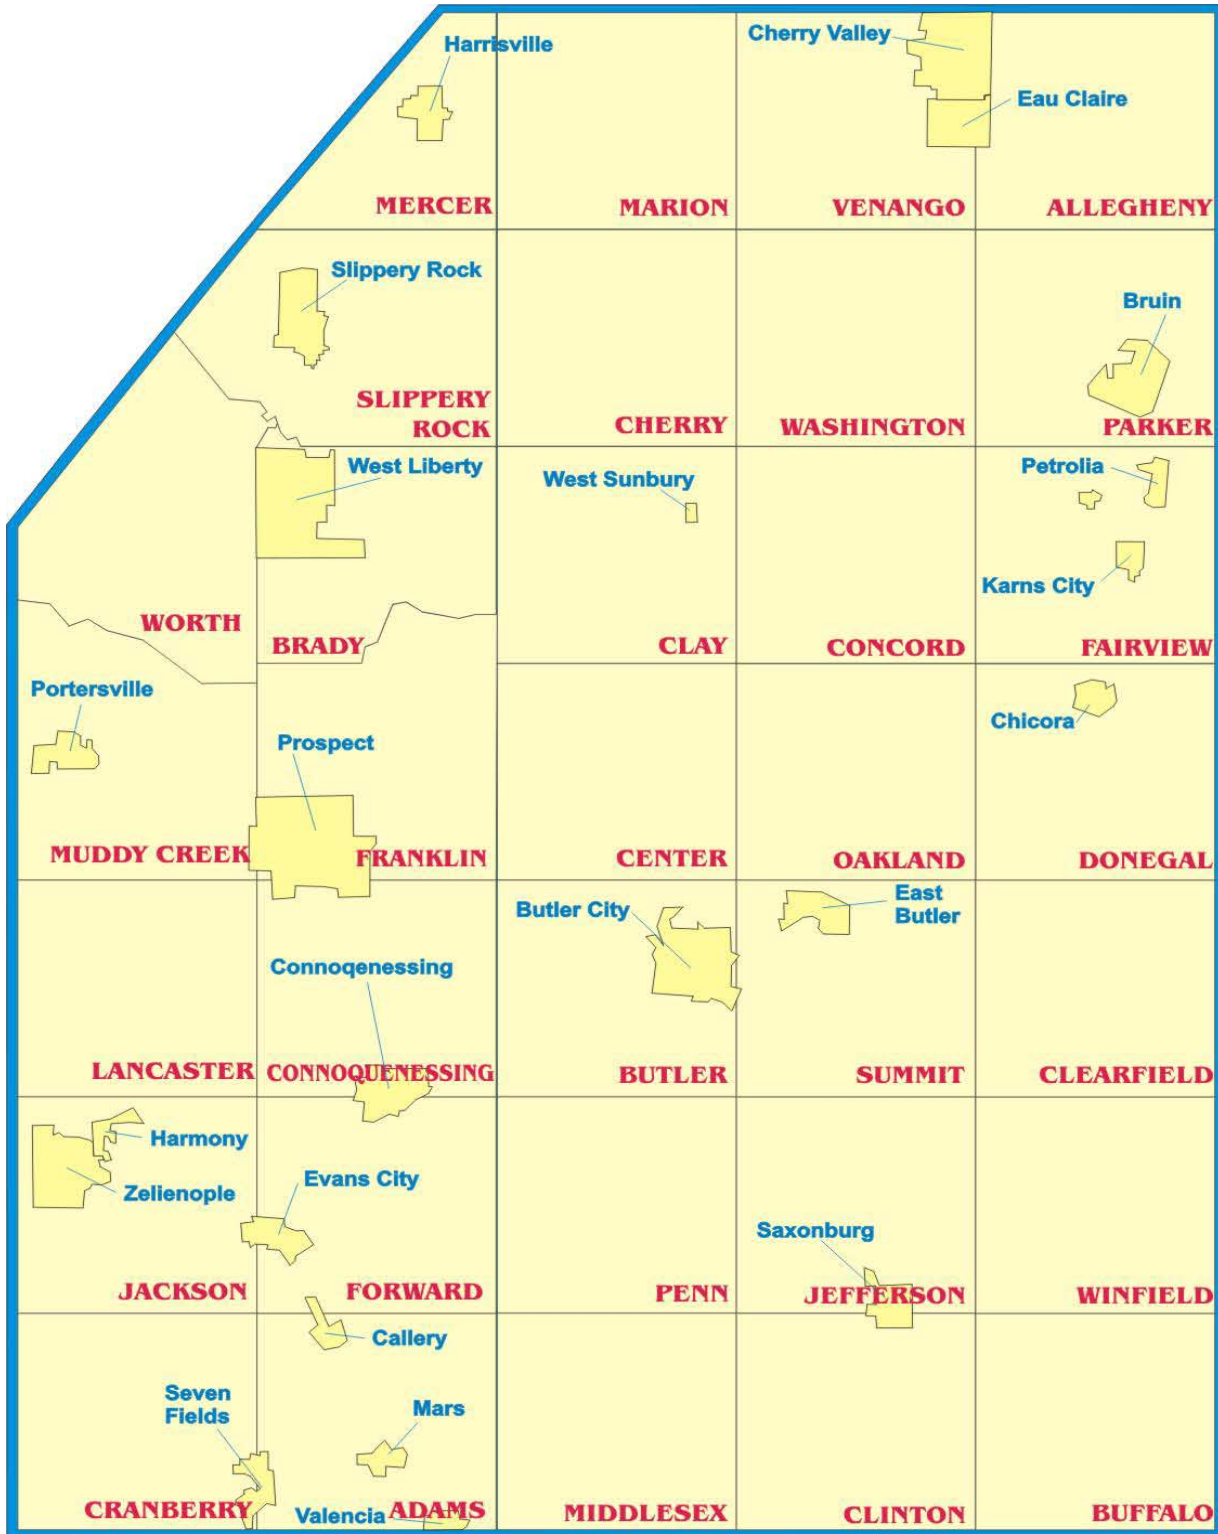 Harrisville
Cherry Valley
Eau Claire
MERCER
MARION
VENANGO
ALLEGHENY
Slippery Rock
Bruin
SLIPPERY
ROCK
CHERRY
WASHINGTON
PARKER
West Liberty
West Sunbury
Petrolia
Karns City
WORTH
BRADY
CLAY
CONCORD
FAIRVIEW
Portersville
Prospect
Chicora
MUDDY CREEK
FRANKLIN
CENTER
OAKLAND
DONEGAL
Butler City
East
Butler
Connoqenessing
LANCASTER
CONNOQUENESSING
BUTLER
SUMMIT
CLEARFIELD
Harmony
Zelienople
Evans City
Saxonburg
JACKSON
FORWARD
PENN
JEFFERSON
WINFIELD
Callery
Seven
Fields
Mars
CRANBERRY
Valencia
ADAMS
MIDDLESEX
CLINTON
BUFFALO